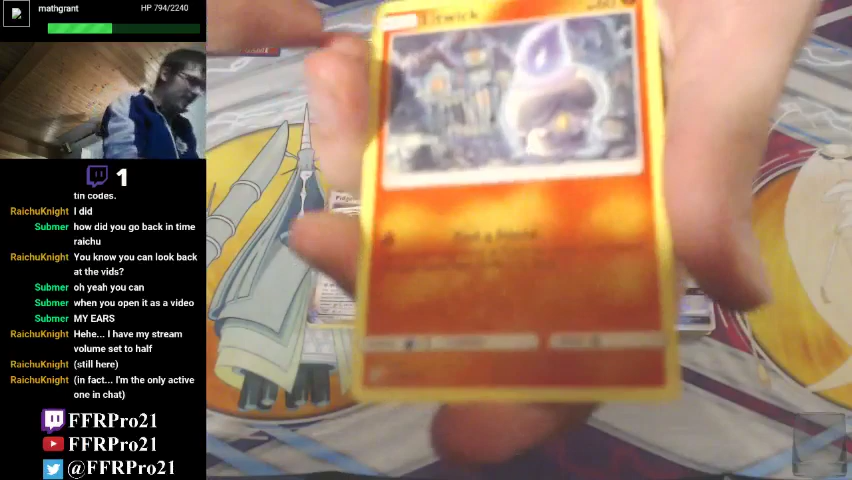 mathgrant
HP 794/2240
1
tin codes.
RaichuKnight I did
Submer how did you go back in time
raichu
RaichuKnight You know you can look back
at the vids?
Submer oh yeah you can
Submer when you open it as a video
Submer MY EARS
RaichuKnight Hehe... I have my stream
volume set to half
RaichuKnight (still here)
RaichuKnight (in fact... I'm the only active
one in chat)
FFRPro21
FFRPro21
@FFRPro21
Litwick